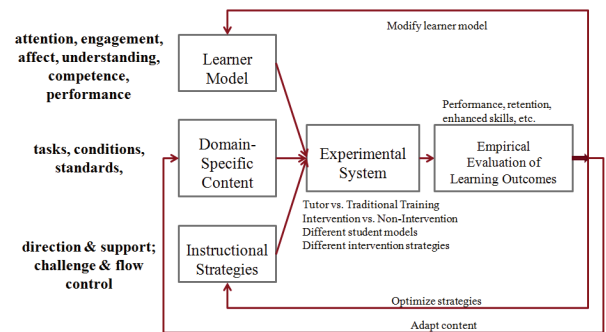 Modify learner model
attention, engagement,
affect, understanding,
competence,
performance
Learner
Model
tasks, conditions,
standards,
Domain-
Specific
Content
Experimental
System
Performance, retention,
enhanced skills, etc.
Empirical
Evaluation of
Learning Outcomes
Tutor vs. Traditional Training
Intervention vs. Non-Intervention
Different student models
Different intervention strategies
direction & support;
challenge & flow
control
Instructional
Strategies
Optimize strategies
Adapt content